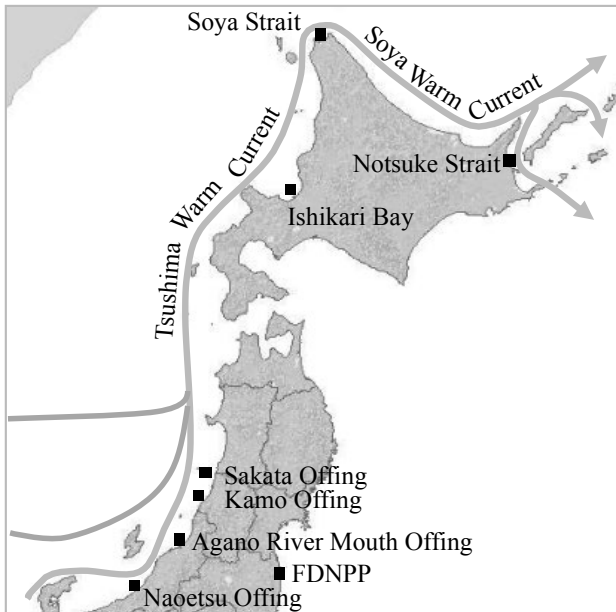 Soya Strait
Soya Warm Current
Tsushima Warm Current
Notsuke Strait
Ishikari Bay
Sakata Offing
Kamo Offing
Agano River Mouth Offing
FDNPP
Naoetsu Offing